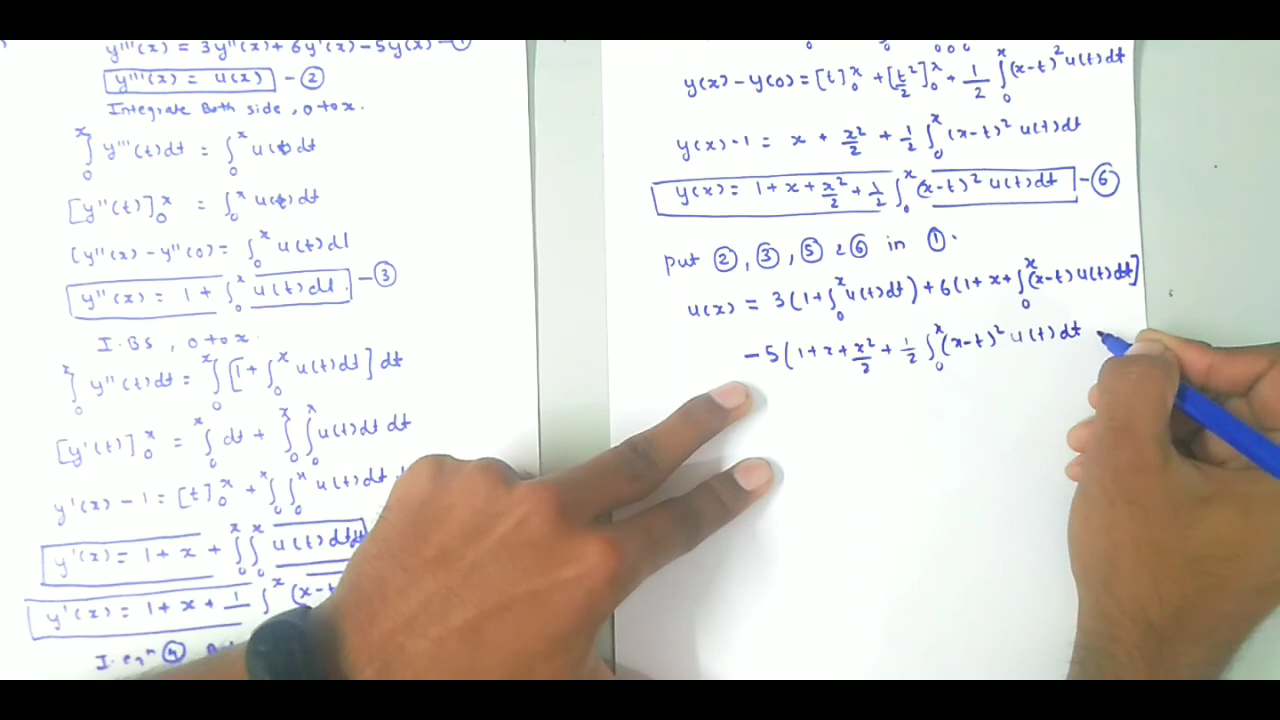 y'''(x) = 3y''(x) + 6y'(x) - 5y(x) - ①
y'''(x) = u(x) - ②
Integrate Both side, 0 to x.
∫₀ˣ y'''(t)dt = ∫₀ˣ u(t)dt
[y''(t)]₀ˣ = ∫₀ˣ u(t)dt
[y''(x) - y''(0) = ∫₀ˣ u(t)dt
y''(x) = 1 + ∫₀ˣ u(t)dt. - ③
I.BS, 0 to x.
∫₀ˣ y''(t)dt = ∫₀ˣ [1 + ∫₀ˣ u(t)dt] dt
[y'(t)]₀ˣ = ∫₀ˣ dt + ∫₀ˣ ∫₀ˣ u(t)dt dt
y'(x) - 1 = [t]₀ˣ + ∫₀ˣ ∫₀ˣ u(t)dt.
y'(x) = 1 + x + ∫₀ˣ ∫₀ˣ u(t)dtdt
y'(x) = 1 + x + 1 ∫ˣ (x-t
I. eqⁿ ④
y(x) - y(0) = [t]₀ˣ + [t²/2]₀ˣ + 1/2 ∫₀ˣ (x-t)² u(t)dt
y(x) - 1 = x + x²/2 + 1/2 ∫₀ˣ (x-t)² u(t)dt
y(x) = 1 + x + x²/2 + 1/2 ∫₀ˣ (x-t)² u(t)dt - ⑥
put ②, ③, ⑤ & ⑥ in ①.
u(x) = 3(1 + ∫₀ˣ u(t)dt) + 6(1 + x + ∫₀ˣ (x-t)u(t)dt]
- 5(1 + x + x²/2 + 1/2 ∫₀ˣ (x-t)² u(t)dt